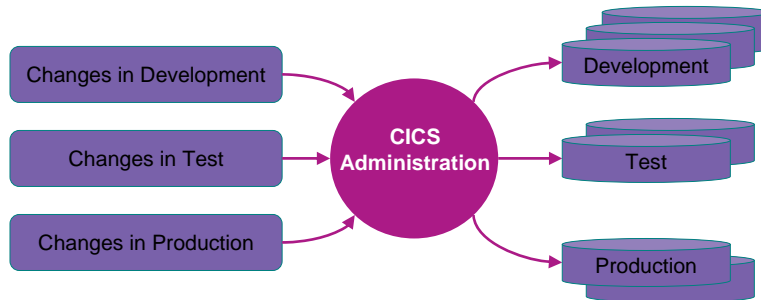 Changes in Development
Changes in Test
Changes in Production
CICS
Administration
Development
Test
Production